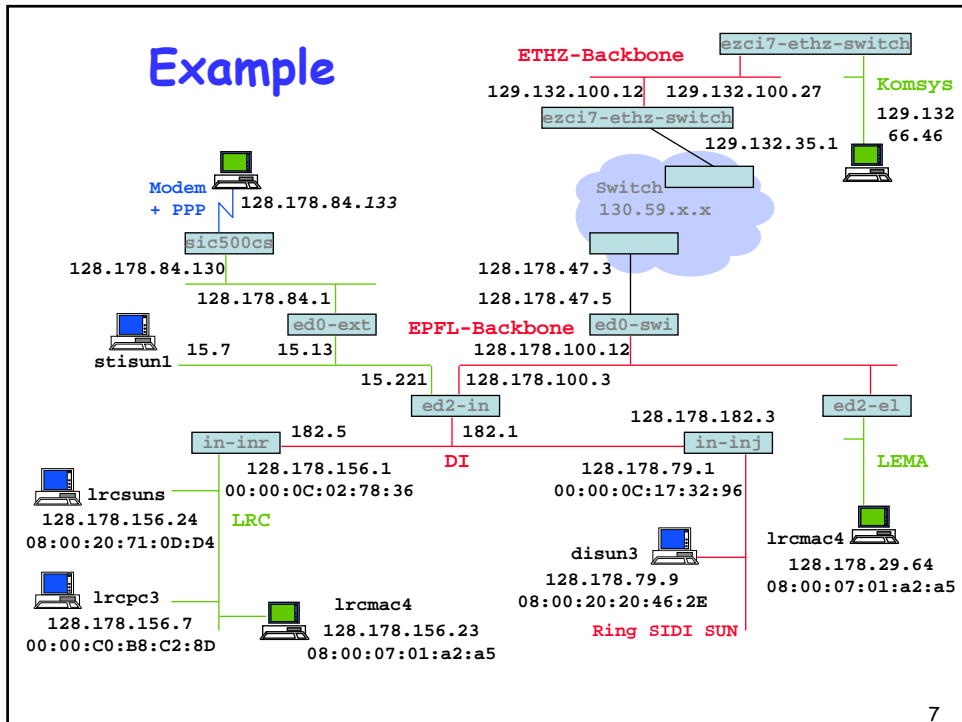 Example
ezci7-ethz-switch
ETHZ-Backbone
Komsys
129.132.100.12
129.132.100.27
129.132
66.46
ezci7-ethz-switch
129.132.35.1
Switch
130.59.x.x
Modem
+ PPP
128.178.84.133
sic500cs
128.178.84.130
128.178.47.3
128.178.84.1
128.178.47.5
ed0-ext
EPFL-Backbone
ed0-swi
15.7
15.13
128.178.100.12
stisun1
15.221
128.178.100.3
ed2-in
128.178.182.3
ed2-el
182.5
182.1
in-inr
in-inj
DI
LEMA
128.178.156.1
00:00:0C:02:78:36
128.178.79.1
00:00:0C:17:32:96
lrcsuns
128.178.156.24
08:00:20:71:0D:D4
LRC
disun3
128.178.79.9
08:00:20:20:46:2E
lrcmac4
128.178.29.64
08:00:07:01:a2:a5
lrcpc3
128.178.156.7
00:00:C0:B8:C2:8D
lrcmac4
128.178.156.23
08:00:07:01:a2:a5
Ring SIDI SUN
7